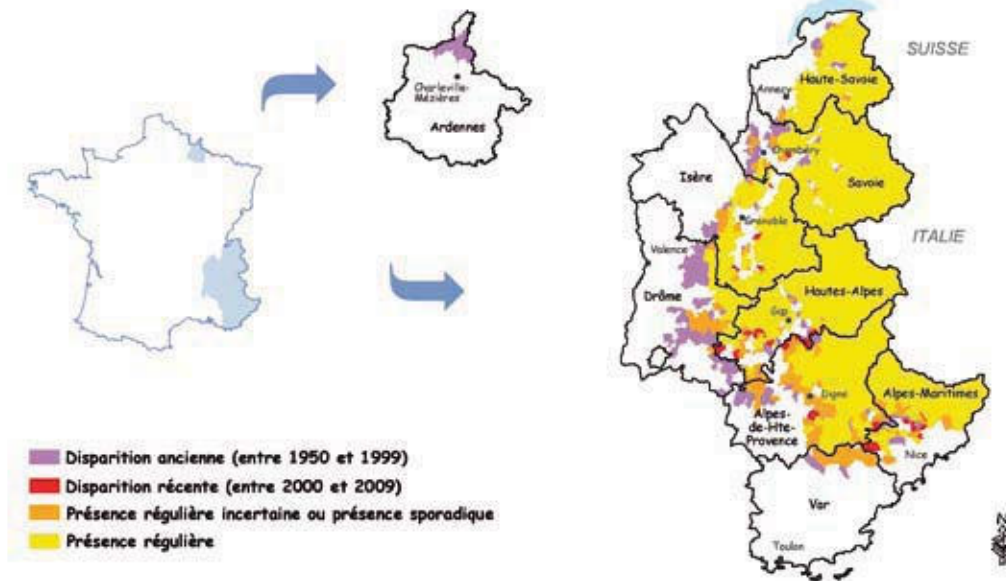 Charleville-
Mézières
Ardennes
SUISSE
Haute-Savoie
Annecy
Chambéry
Isère
Savoie
Grenoble
ITALIE
Valence
Hautes-Alpes
Drôme
Gap
Digne
Alpes-Maritimes
Alpes-
de-Hte-
Provence
Nice
Var
Toulon
Disparition ancienne (entre 1950 et 1999)
Disparition récente (entre 2000 et 2009)
Présence régulière incertaine ou présence sporadique
Présence régulière